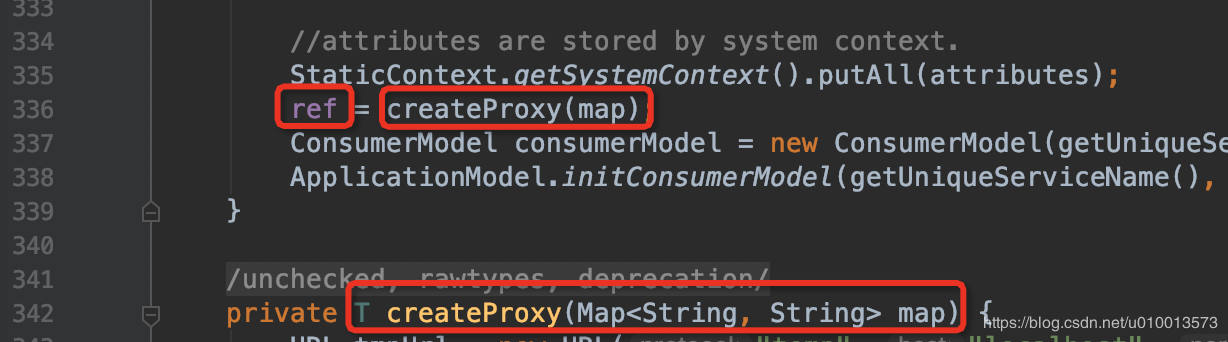 333
334 //attributes are stored by system context.
335 StaticContext.getSystemContext().putAll(attributes);
336 ref = createProxy(map)
337 ConsumerModel consumerModel = new ConsumerModel(getUniqueSe
338 ApplicationModel.initConsumerModel(getUniqueServiceName(),
339 }
340
341 /unchecked, rawtypes, deprecation/
342 private T createProxy(Map<String, String> map) {
https://blog.csdn.net/u010013573